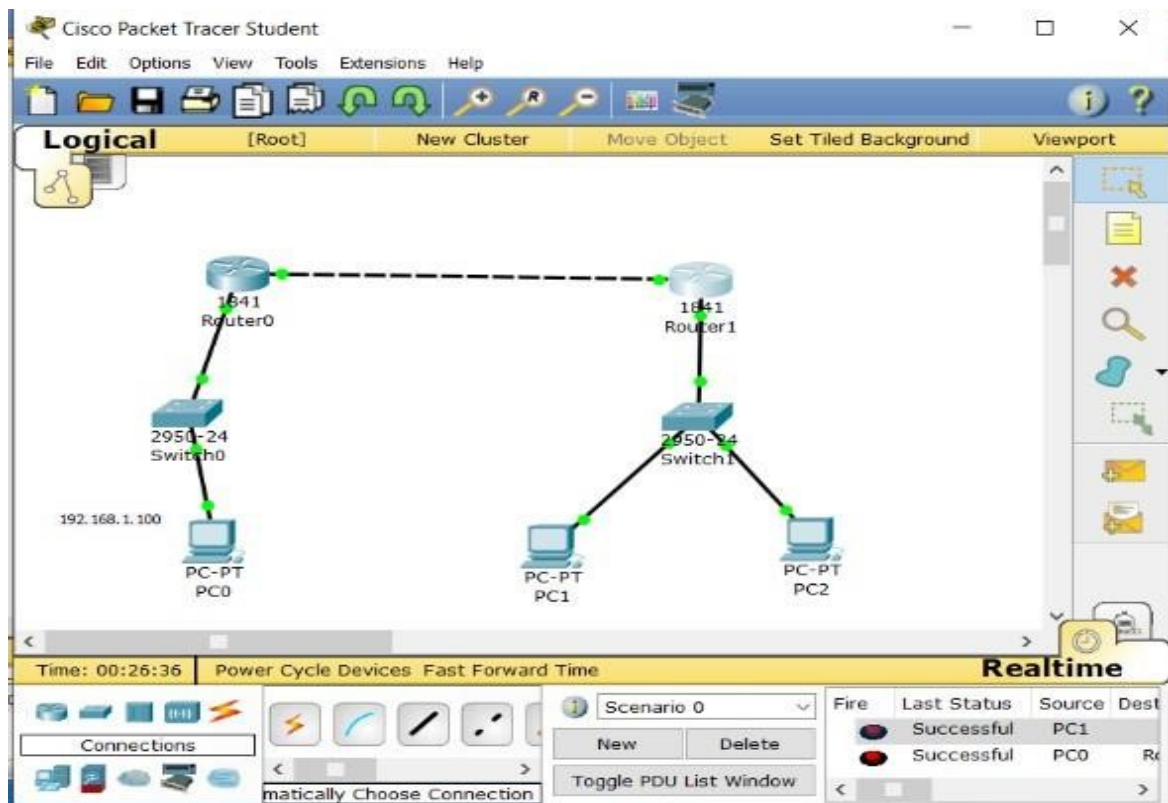 Cisco Packet Tracer Student
File Edit Options View Tools Extensions Help
Logical [Root] New Cluster Move Object Set Tiled Background Viewport
1841
Router0
1841
Router1
2950-24
Switch0
2950-24
Switch1
192.168.1.100
PC-PT
PC0
PC-PT
PC1
PC-PT
PC2
Time: 00:26:36 Power Cycle Devices Fast Forward Time Realtime
Connections
matically Choose Connection
Scenario 0
New Delete
Toggle PDU List Window
Fire Last Status Source Dest
Successful PC1
Successful PC0